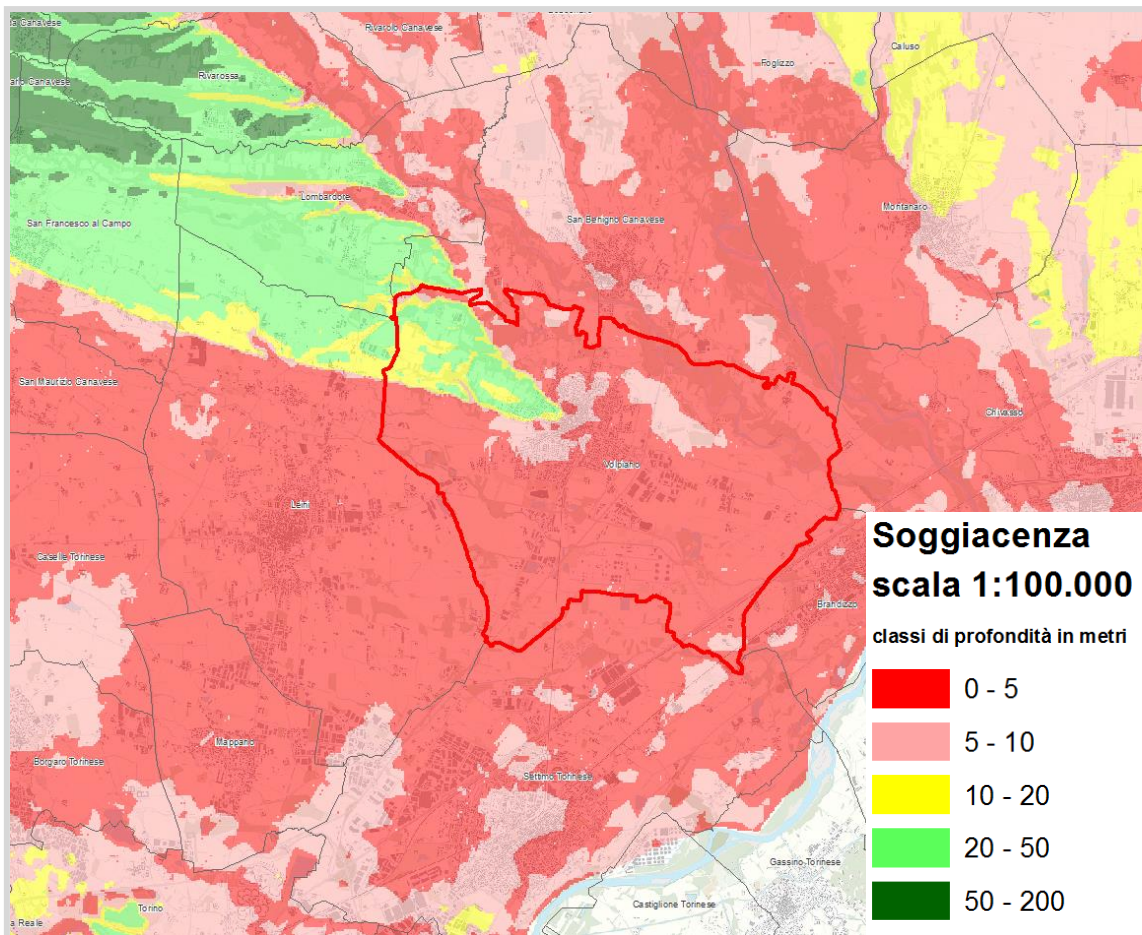 Rivarolo Canavese
Caluso
Foglizzo
Rivarossa
Lombardore
San Francesco al Campo
San Benigno Canavese
Montanaro
San Maurizio Canavese
Chivasso
Volpiano
Leinì
Caselle Torinese
Brandizzo
Mappano
Borgaro Torinese
Settimo Torinese
Gassino Torinese
Castiglione Torinese
Torino
a Reale
Soggiacenza
scala 1:100.000
classi di profondità in metri
0 - 5
5 - 10
10 - 20
20 - 50
50 - 200